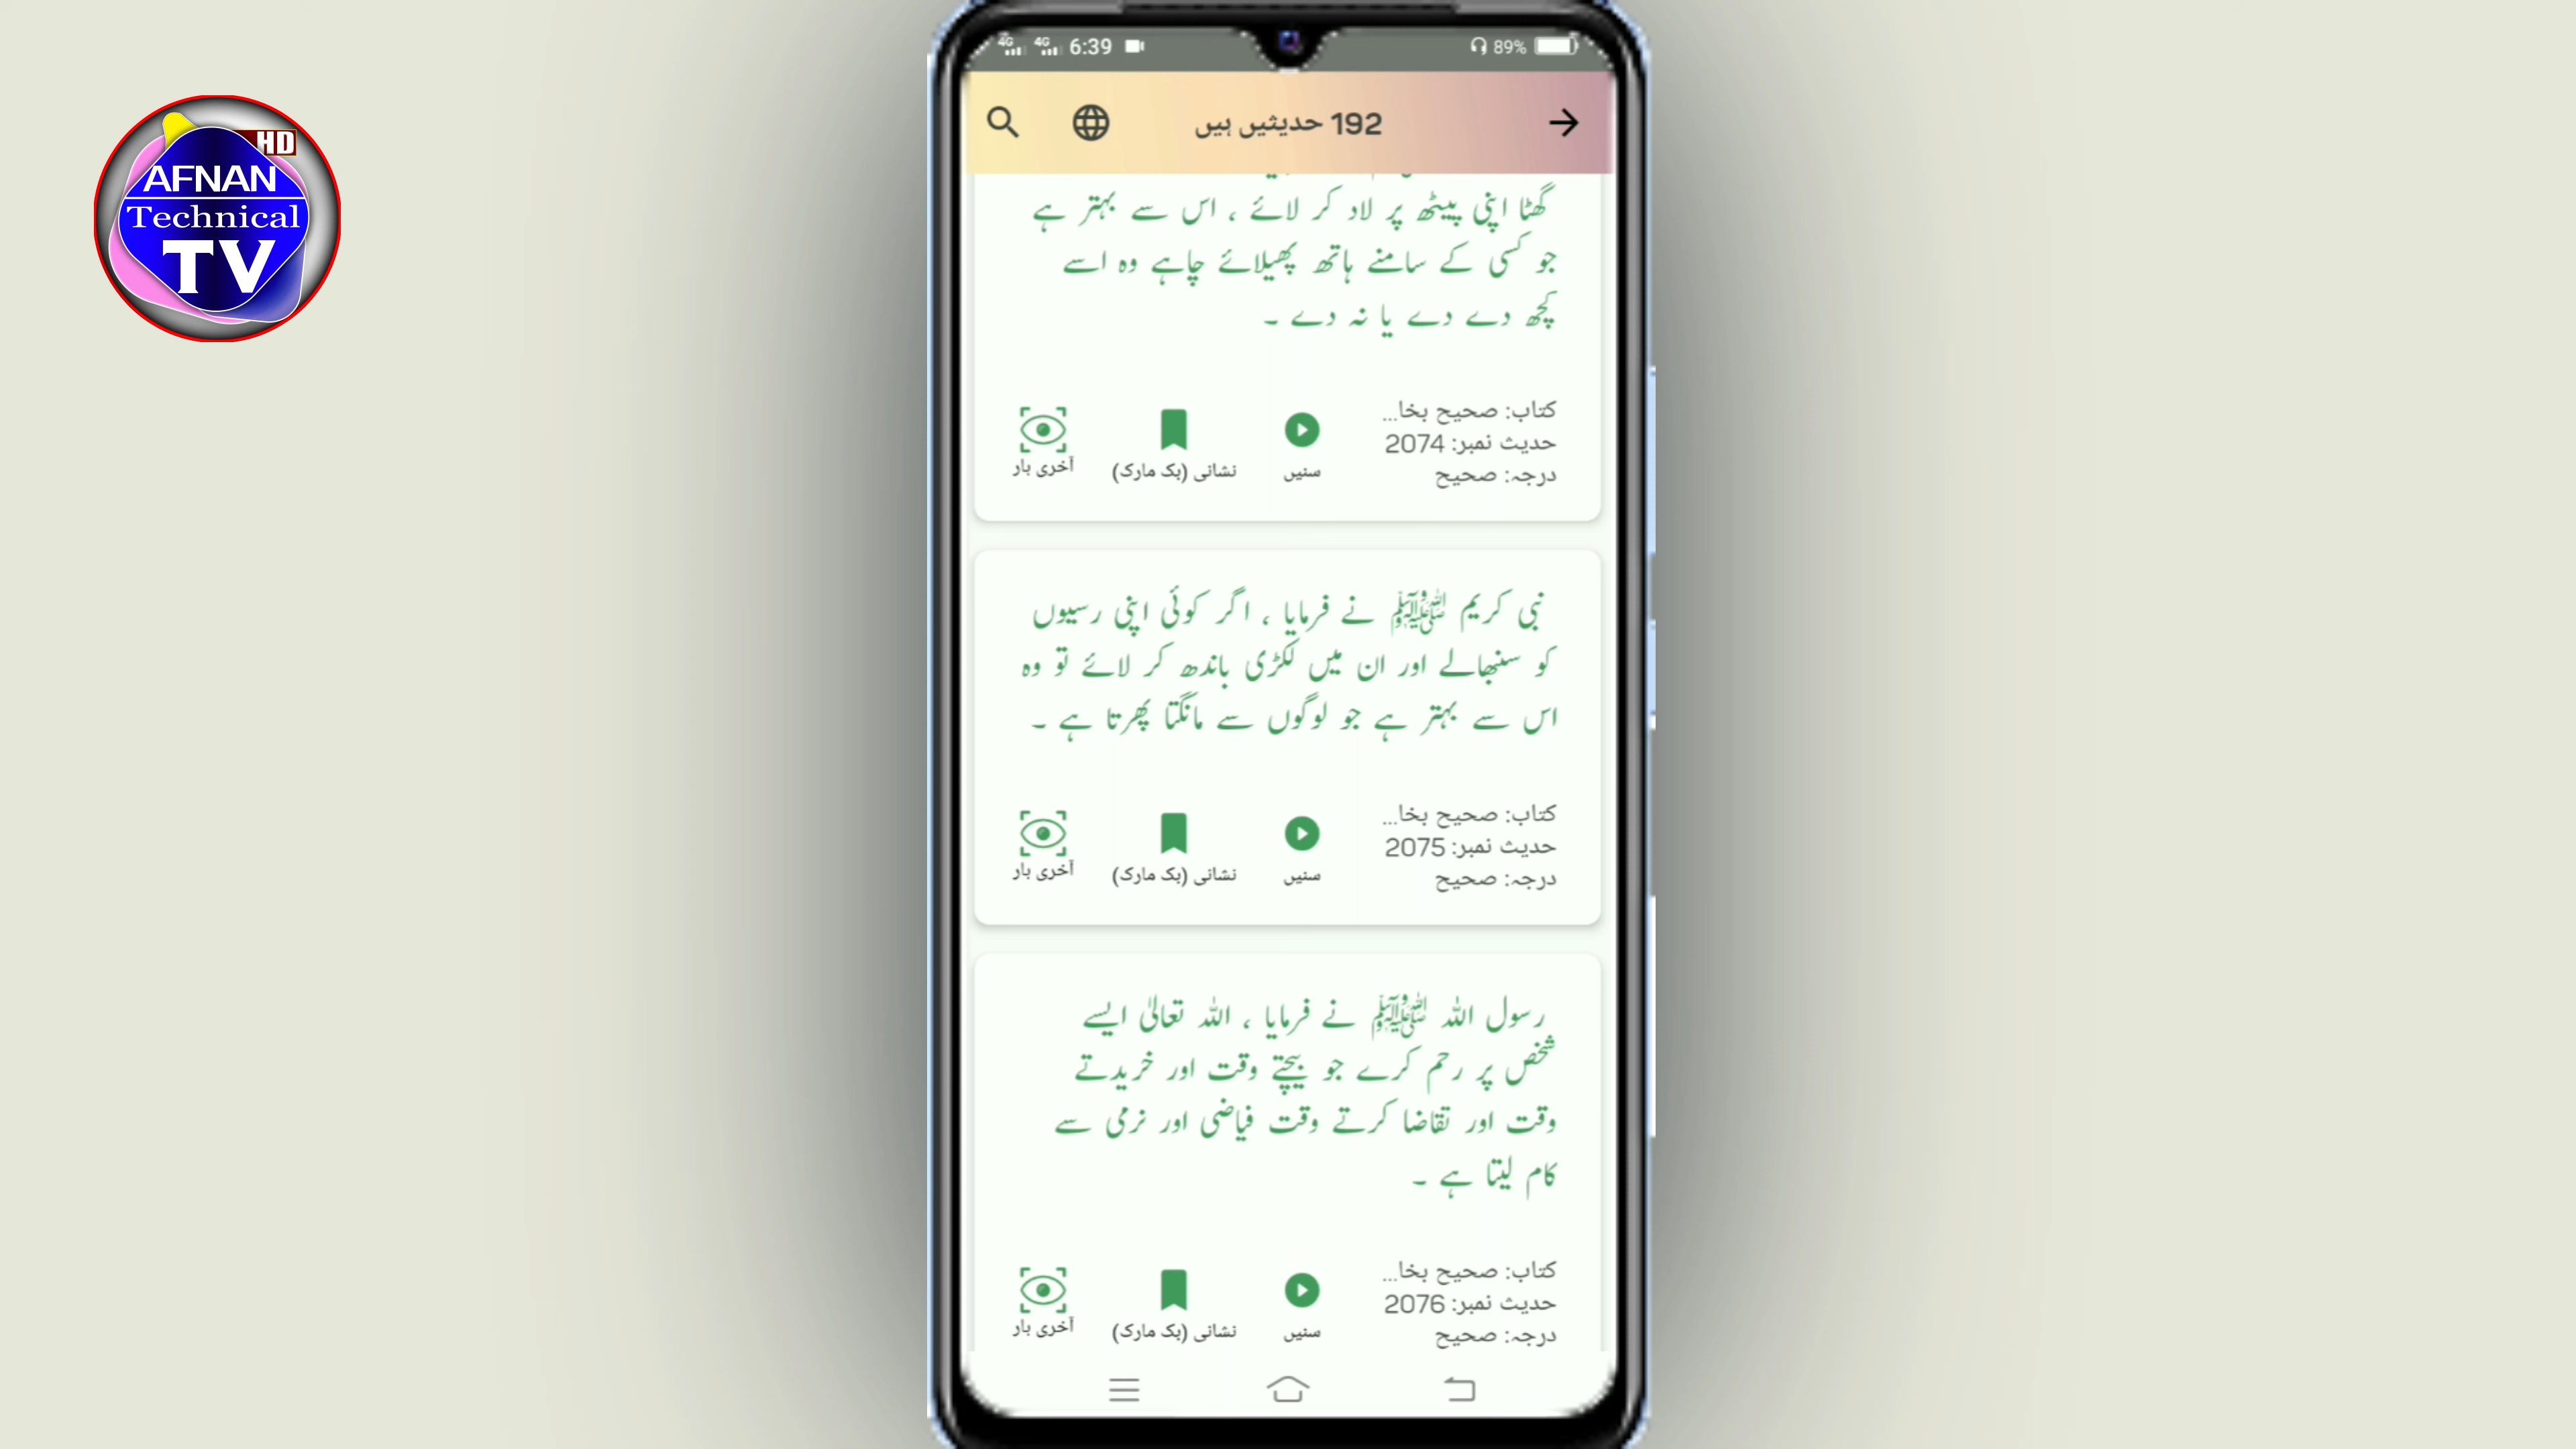 HD
AFNAN
Technical
TV
4G 4G 6:39
89%
192 حدیثیں ہیں
گھٹا اپنی پیٹھ پر لاد کر لائے ، اس سے بہتر ہے
جو کسی کے سامنے ہاتھ پھیلائے چاہے وہ اسے
کچھ دے دے یا نہ دے ۔
کتاب: صحیح بخا...
حدیث نمبر: 2074
درجہ: صحیح
سنیں
نشانی (بک مارک)
آخری بار
نبی کریم ﷺ نے فرمایا ، اگر کوئی اپنی رسیوں
کو سنبھالے اور ان میں لکڑی باندھ کر لائے تو وہ
اس سے بہتر ہے جو لوگوں سے مانگتا پھرتا ہے ۔
کتاب: صحیح بخا...
حدیث نمبر: 2075
درجہ: صحیح
سنیں
نشانی (بک مارک)
آخری بار
رسول اللہ ﷺ نے فرمایا ، اللہ تعالیٰ ایسے
شخص پر رحم کرے جو بیچتے وقت اور خریدتے
وقت اور تقاضا کرتے وقت فیاضی اور نرمی سے
کام لیتا ہے ۔
کتاب: صحیح بخا...
حدیث نمبر: 2076
درجہ: صحیح
سنیں
نشانی (بک مارک)
آخری بار